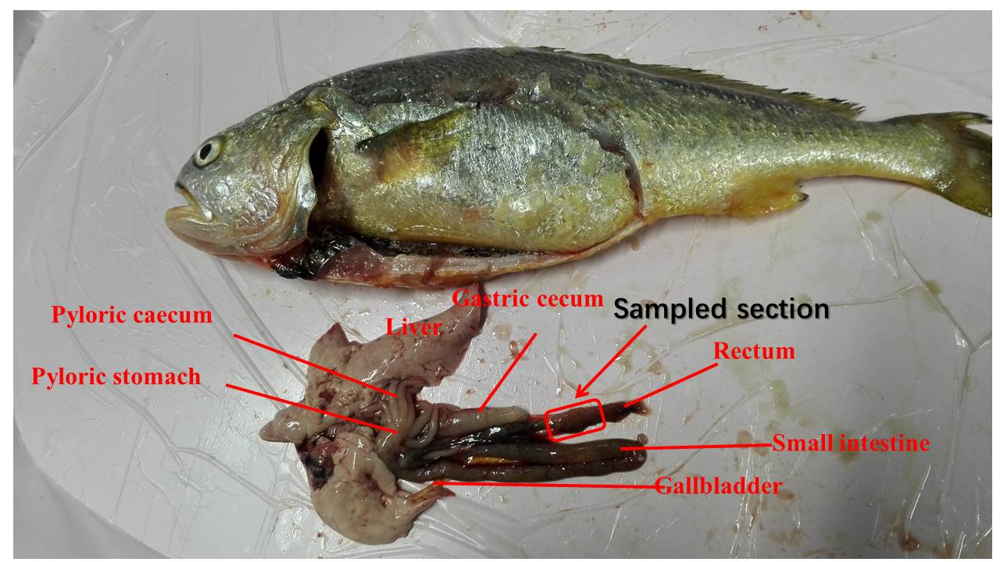 Gastric cecum
Pyloric caecum
Sampled section
Liver
Rectum
Pyloric stomach
Small intestine
Gallbladder